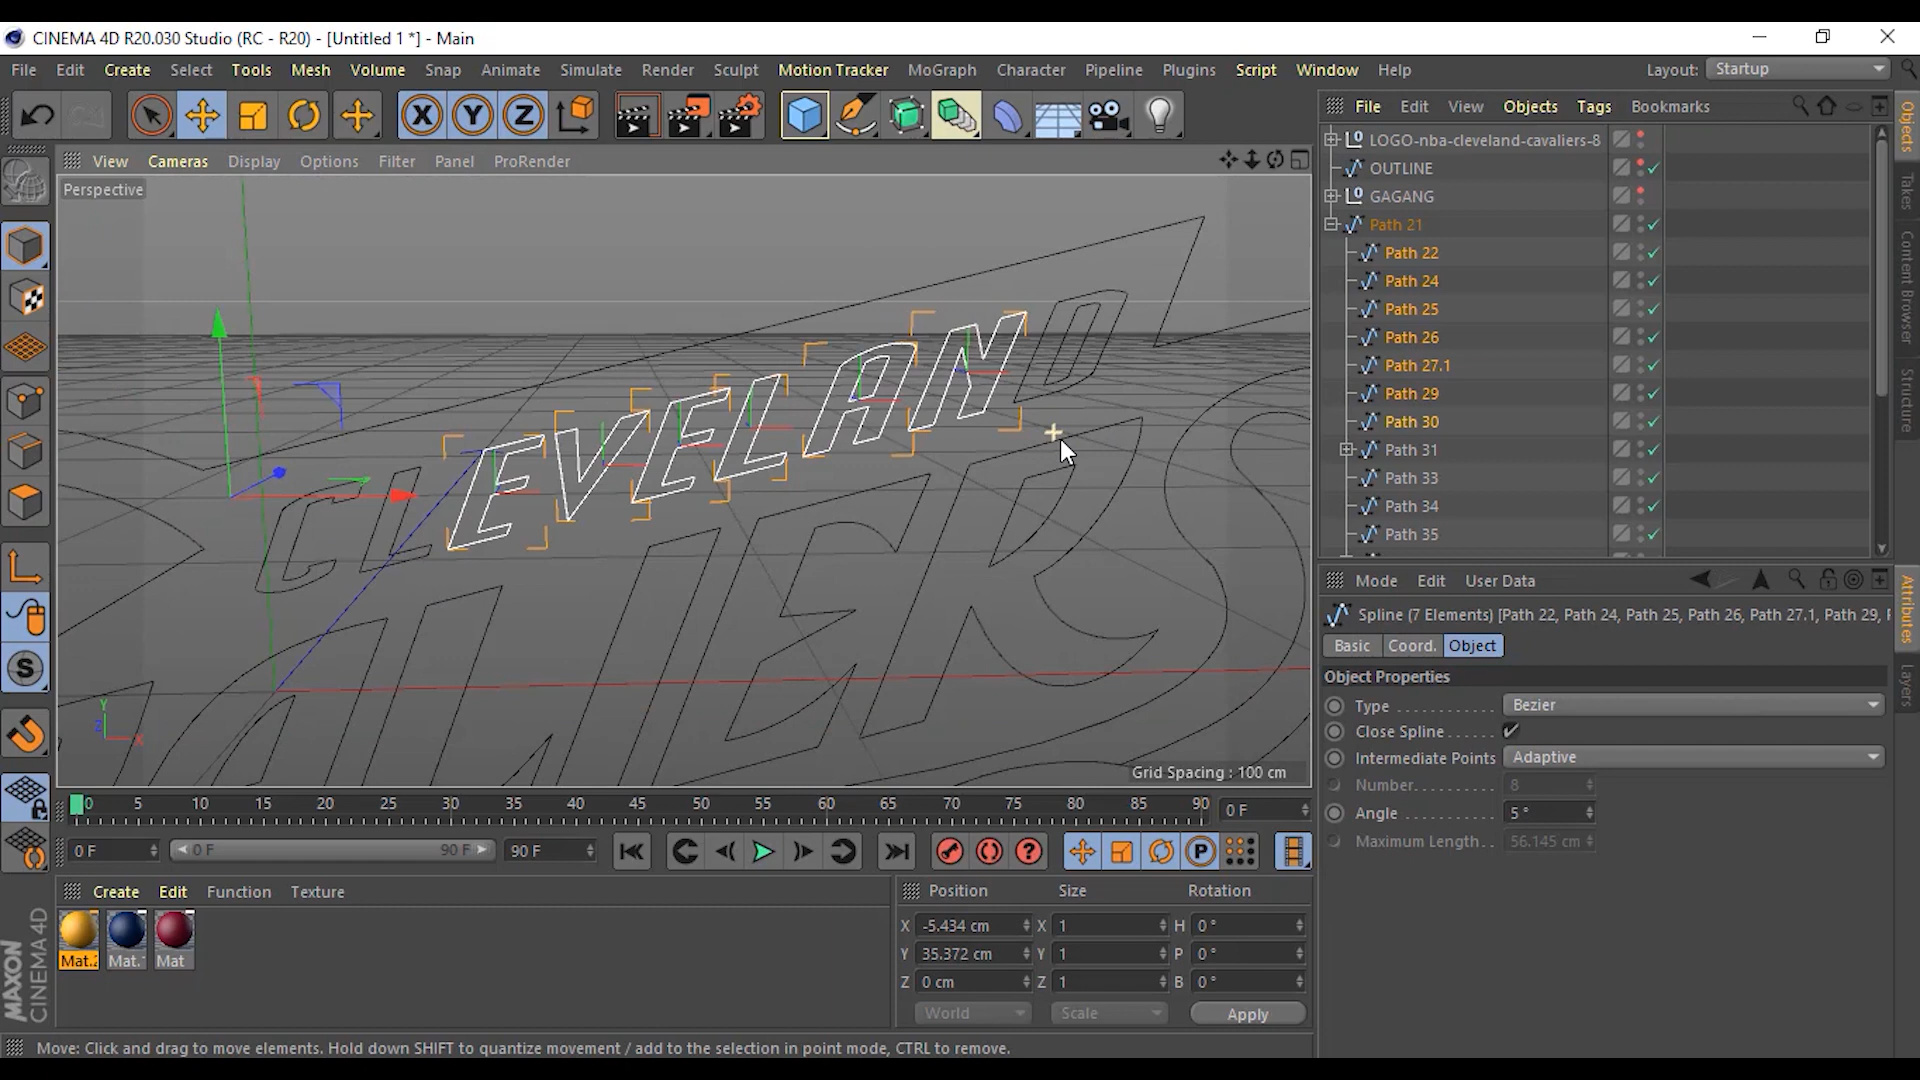 CINEMA 4D R20.030 Studio (RC - R20) - [Untitled 1 *] - Main
File Edit Create Select Tools Mesh Volume Snap Animate Simulate Render Sculpt Motion Tracker MoGraph Character Pipeline Plugins Script Window Help Layout: Startup
X Y Z
File Edit View Objects Tags Bookmarks
Objects
Takes
Content Browser
Structure
View Cameras Display Options Filter Panel ProRender
Perspective
LOGO-nba-cleveland-cavaliers-8
OUTLINE
GAGANG
Path 21
Path 22
Path 24
Path 25
Path 26
Path 27.1
Path 29
Path 30
Path 31
Path 33
Path 34
Path 35
CLEVELAND
Y
Z X
Grid Spacing : 100 cm
S
Mode Edit User Data
Attributes
Layers
Spline (7 Elements) [Path 22, Path 24, Path 25, Path 26, Path 27.1, Path 29,
Basic Coord. Object
Object Properties
Type Bezier
Close Spline
Intermediate Points Adaptive
Number 8
Angle 5 °
Maximum Length 56.145 cm
0 5 10 15 20 25 30 35 40 45 50 55 60 65 70 75 80 85 90 0 F
0 F 0 F 90 F 90 F P
Create Edit Function Texture
Mat.2 Mat.1 Mat
Position Size Rotation
X -5.434 cm X 1 H 0 °
Y 35.372 cm Y 1 P 0 °
Z 0 cm Z 1 B 0 °
World Scale Apply
MAXON
CINEMA 4D
Move: Click and drag to move elements. Hold down SHIFT to quantize movement / add to the selection in point mode, CTRL to remove.